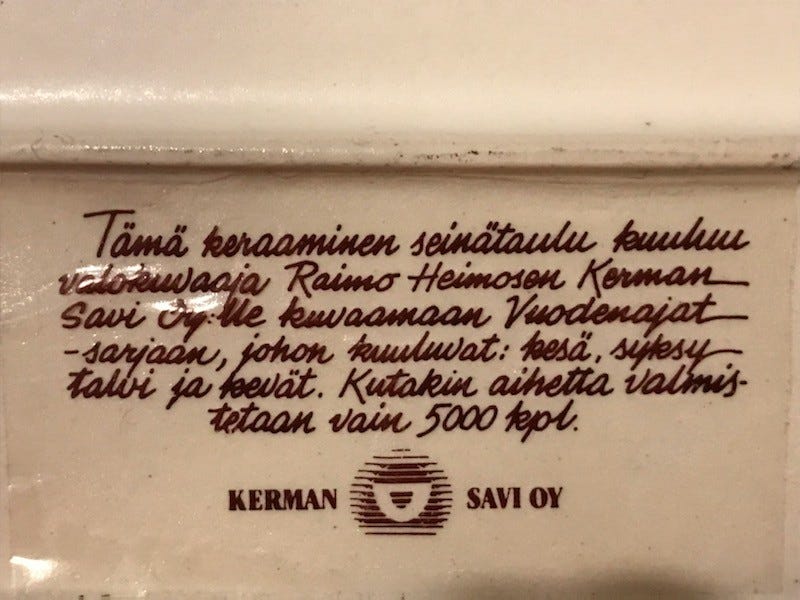 Tämä keraaminen seinätaulu kuuluu
valokuvaaja Raimo Heimosen Kerman
Savi Oy:lle kuvaamaan Vuodenajat
-sarjaan, johon kuuluvat: kesä, syksy
talvi ja kevät. Kutakin aihetta valmis-
tetaan vain 5000 kpl.
KERMAN SAVI OY